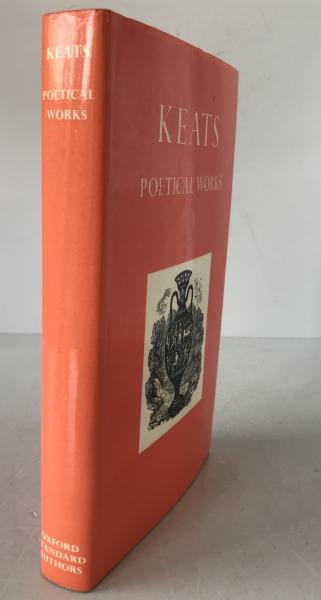 KEATS
POETICAL
WORKS
OXFORD
STANDARD
AUTHORS
KEATS
POETICAL WORKS